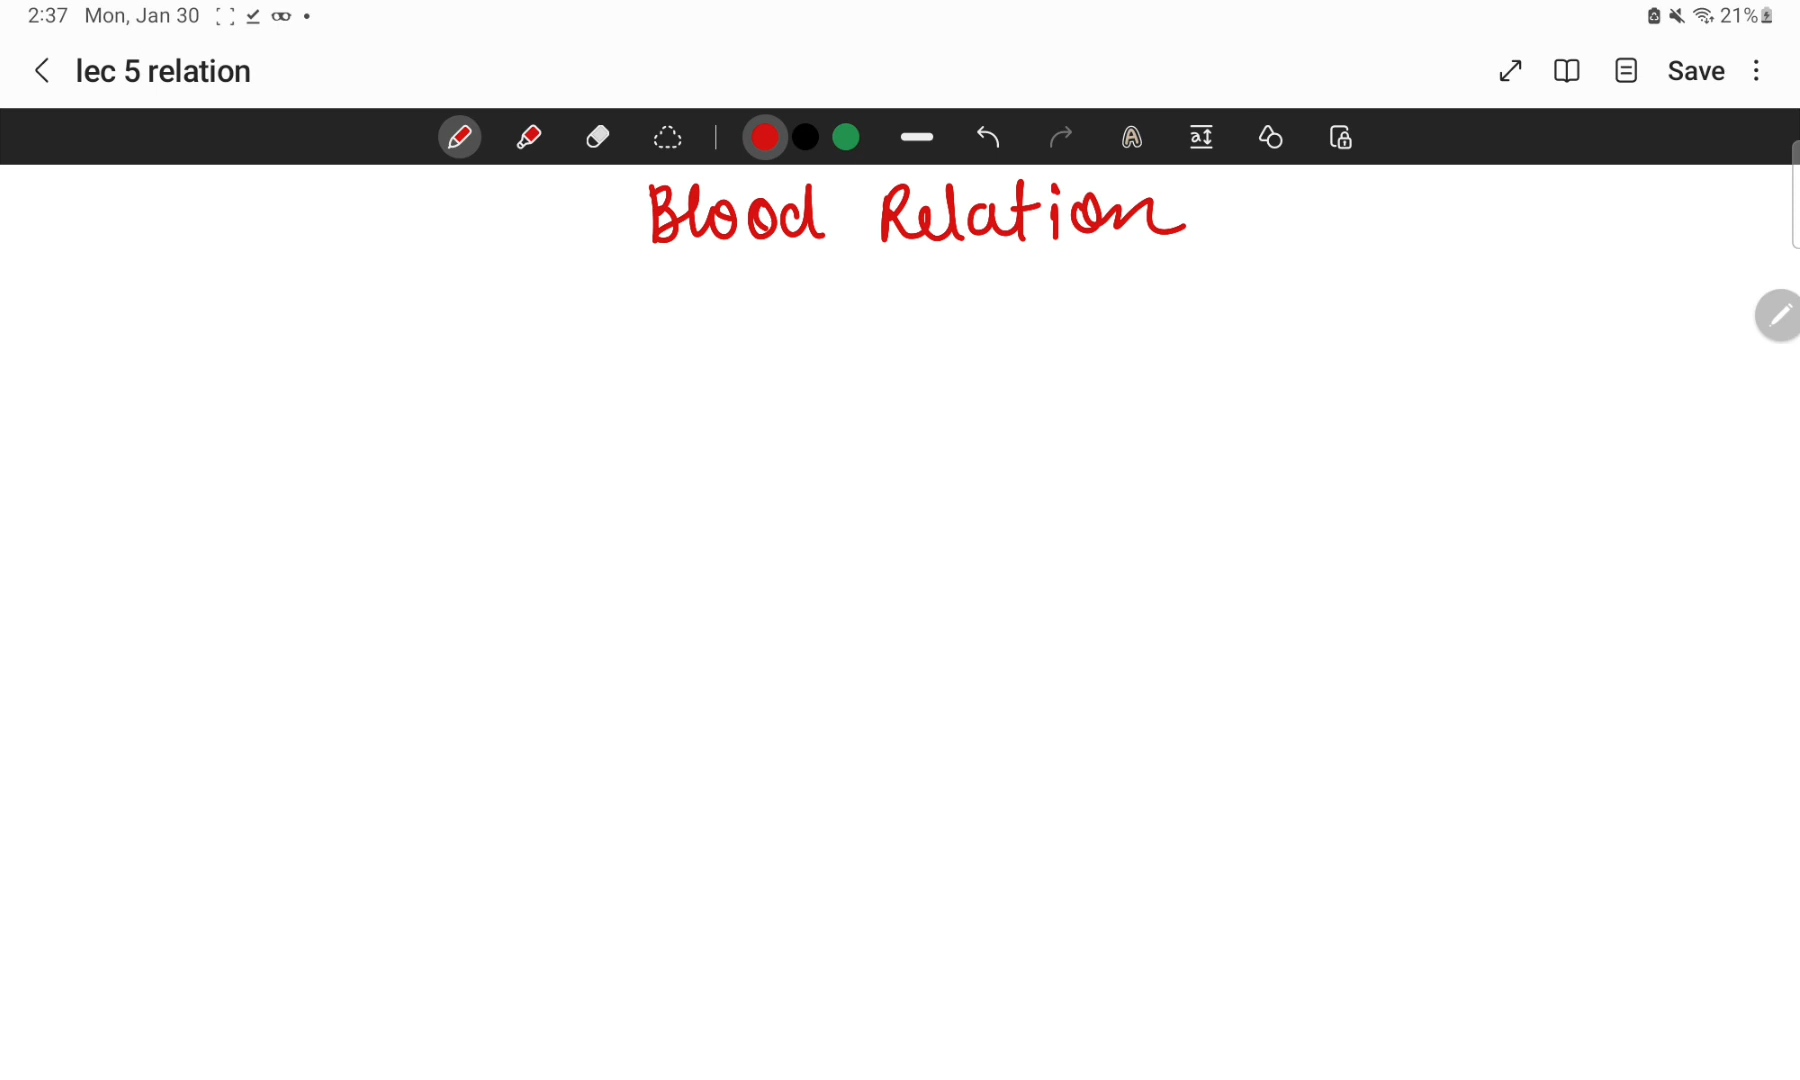 2:37 Mon, Jan 30 21%
lec 5 relation Save
Blood Relation